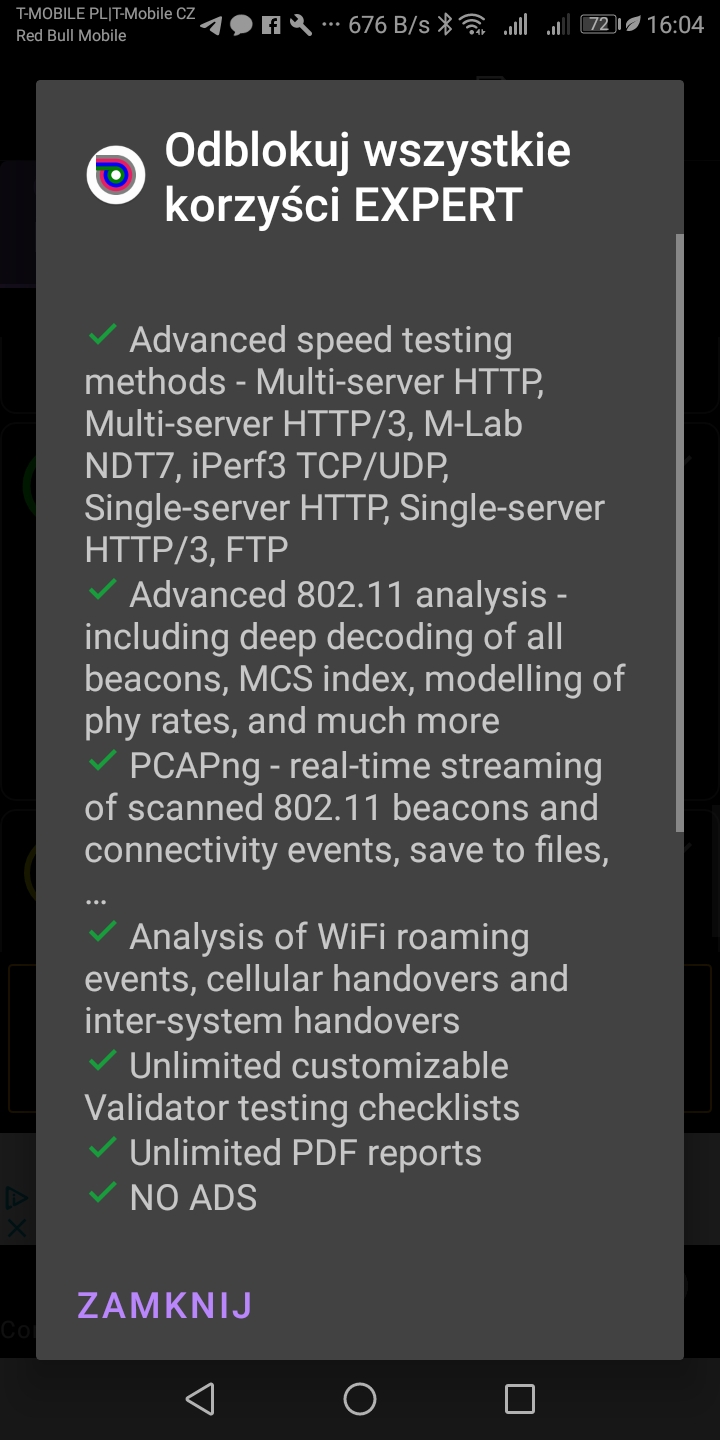 T-MOBILE PL|T-Mobile CZ
Red Bull Mobile
676 B/s
72
16:04
Odblokuj wszystkie
korzyści EXPERT
Advanced speed testing
methods - Multi-server HTTP,
Multi-server HTTP/3, M-Lab
NDT7, iPerf3 TCP/UDP,
Single-server HTTP, Single-server
HTTP/3, FTP
Advanced 802.11 analysis -
including deep decoding of all
beacons, MCS index, modelling of
phy rates, and much more
PCAPng - real-time streaming
of scanned 802.11 beacons and
connectivity events, save to files,
...
Analysis of WiFi roaming
events, cellular handovers and
inter-system handovers
Unlimited customizable
Validator testing checklists
Unlimited PDF reports
NO ADS
ZAMKNIJ